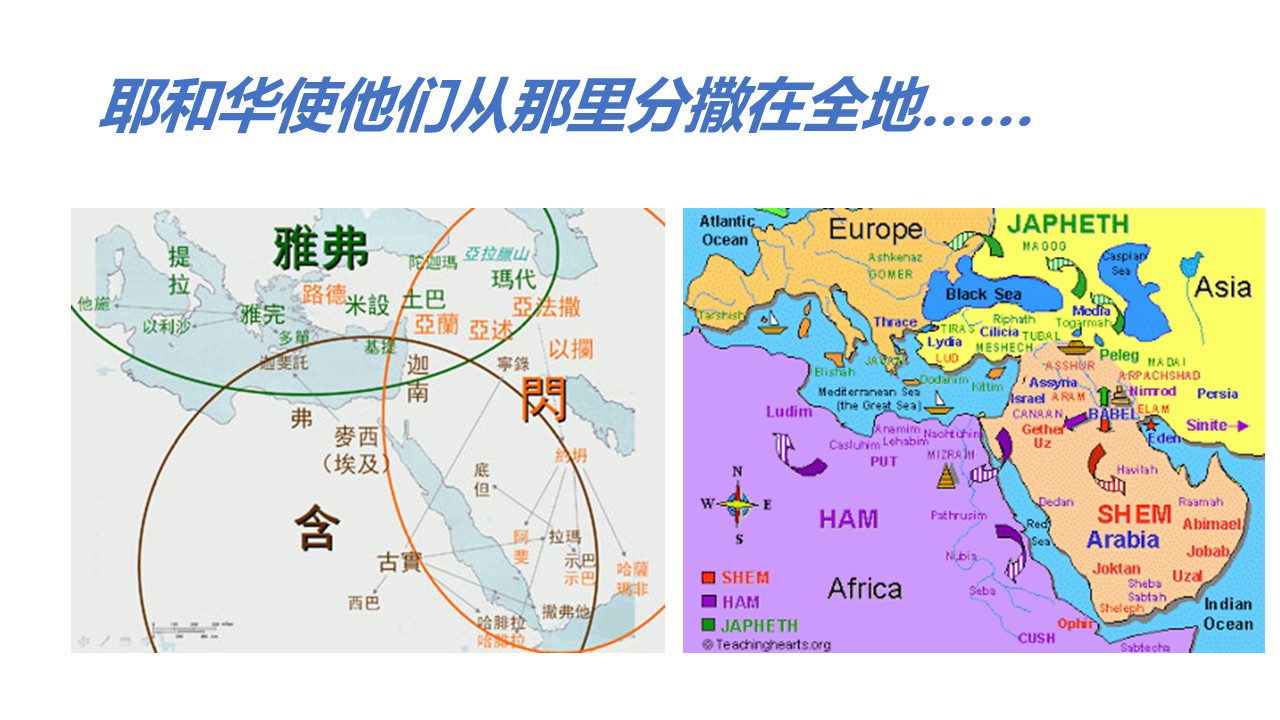 耶和华使他们从那里分撒在全地……
雅弗
亞拉臘山
陀迦瑪
提
拉
瑪代
路德
米設
土巴
亞法撒
他施
以利沙
雅完
亞蘭
亞述
多單
基提
以攔
迦斐託
迦
南
寧錄
閃
弗
麥西
（埃及）
約坍
底
但
含
阿
斐
拉瑪
示巴
示巴
古實
哈薩
瑪非
西巴
撒弗他
哈腓拉
哈腓拉
Atlantic
Ocean
Europe
JAPHETH
MAGOG
Ashkenaz
GOMER
Caspian
Sea
Asia
Black Sea
Tarshish
Thrace
TIRAS
Riphath
Media
Togarmah
Cilicia
TUBAL
Lydia
MESHECH
LUD
Peleg
MADAI
Elishah
ASSHUR
ARPACHSHAD
Dodanim
Kittim
Assyria
Nimrod
Persia
Mediterranean Sea
(the Great Sea)
Israel
ARAM
ELAM
CANAAN
BABEL
Ludim
Gether
Uz
Eden
Sinite
Anamim
Naphtuhim
Casluhim
Lehabim
PUT
MIZRAIM
Havilah
N
W
E
S
Dedan
Raamah
HAM
Pathrusim
SHEM
Abimael
Red
Sea
Arabia
Jobab
Nubia
Joktan
Uzal
SHEM
Africa
Seba
Sheba
Sabtah
HAM
Sheleph
Indian
Ocean
JAPHETH
Ophir
CUSH
© Teachinghearts.org
Sabtecha